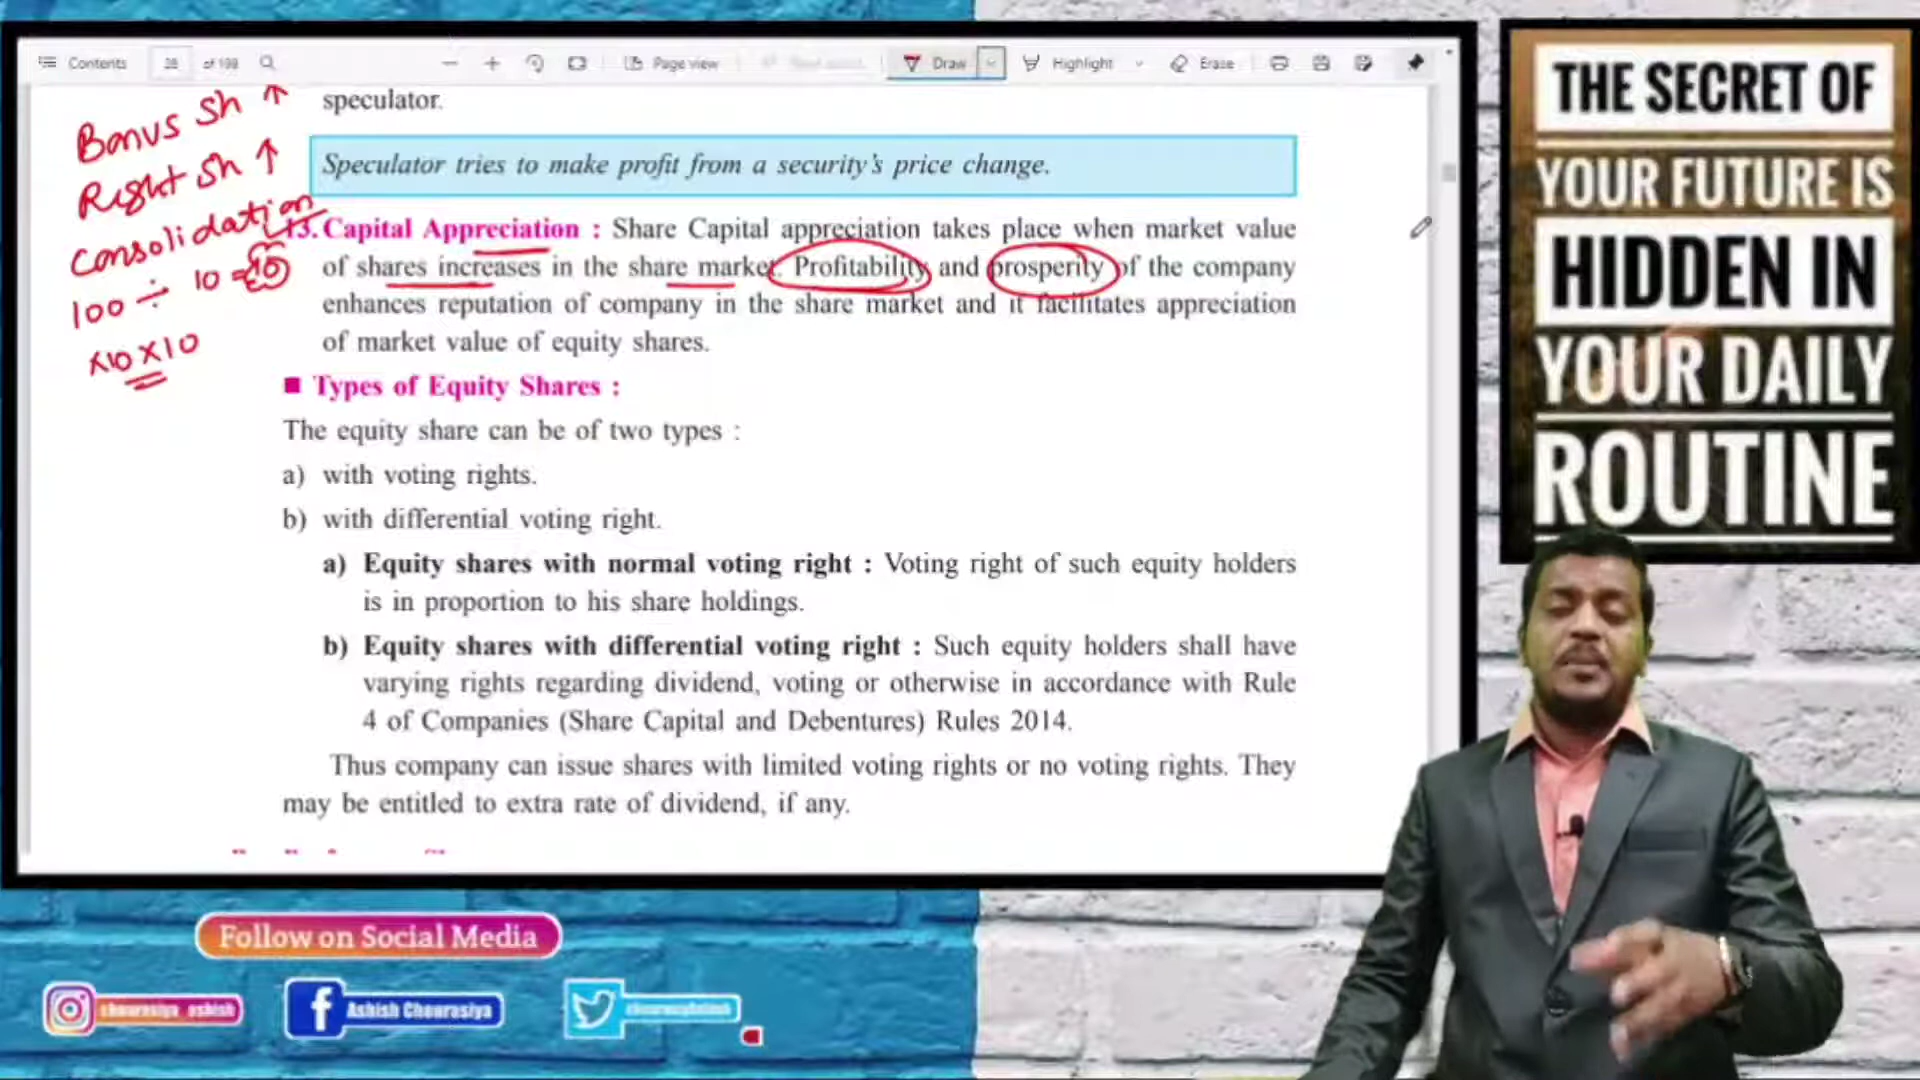 Contents
28
of 198
Page view
Draw
Highlight
Erase
Bonus Sh ↑
Right Sh ↑
Consolidation
100 ÷ 10 = 10
×10 ×10
speculator.
Speculator tries to make profit from a security's price change.
13. Capital Appreciation : Share Capital appreciation takes place when market value
of shares increases in the share market. Profitability and prosperity of the company
enhances reputation of company in the share market and it facilitates appreciation
of market value of equity shares.
■ Types of Equity Shares :
The equity share can be of two types :
a) with voting rights.
b) with differential voting right.
a) Equity shares with normal voting right : Voting right of such equity holders
is in proportion to his share holdings.
b) Equity shares with differential voting right : Such equity holders shall have
varying rights regarding dividend, voting or otherwise in accordance with Rule
4 of Companies (Share Capital and Debentures) Rules 2014.
Thus company can issue shares with limited voting rights or no voting rights. They
may be entitled to extra rate of dividend, if any.
THE SECRET OF
YOUR FUTURE IS
HIDDEN IN
YOUR DAILY
ROUTINE
Follow on Social Media
chourasiya_ashish
Ashish Chourasiya